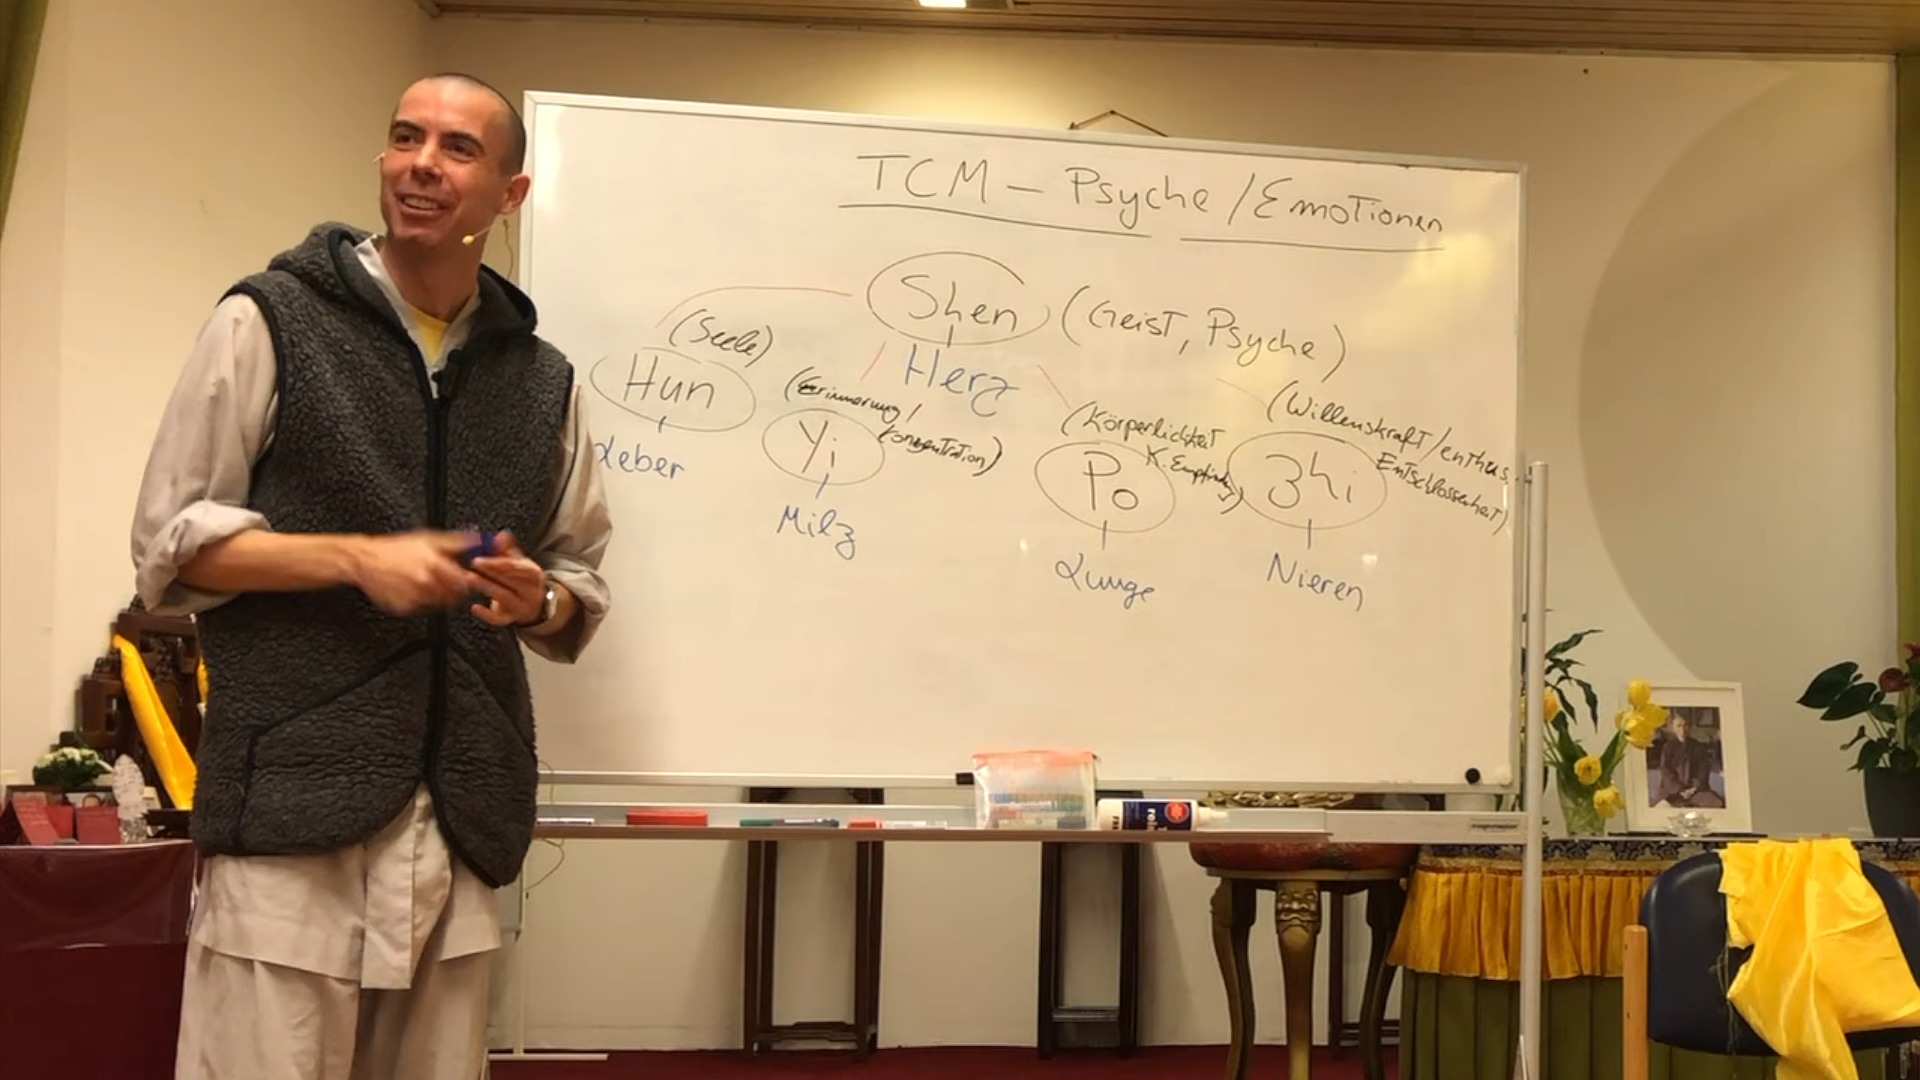 TCM – Psyche / Emotionen
Shen (Geist, Psyche)
Herz
(Seele)
Hun
Leber
(Erinnerung/
Konzentration)
Yi
Milz
(Körperlichkeit
K. Empfindg)
Po
Lunge
(Willenskraft/enthus.
Entschlossenheit)
Zhi
Nieren